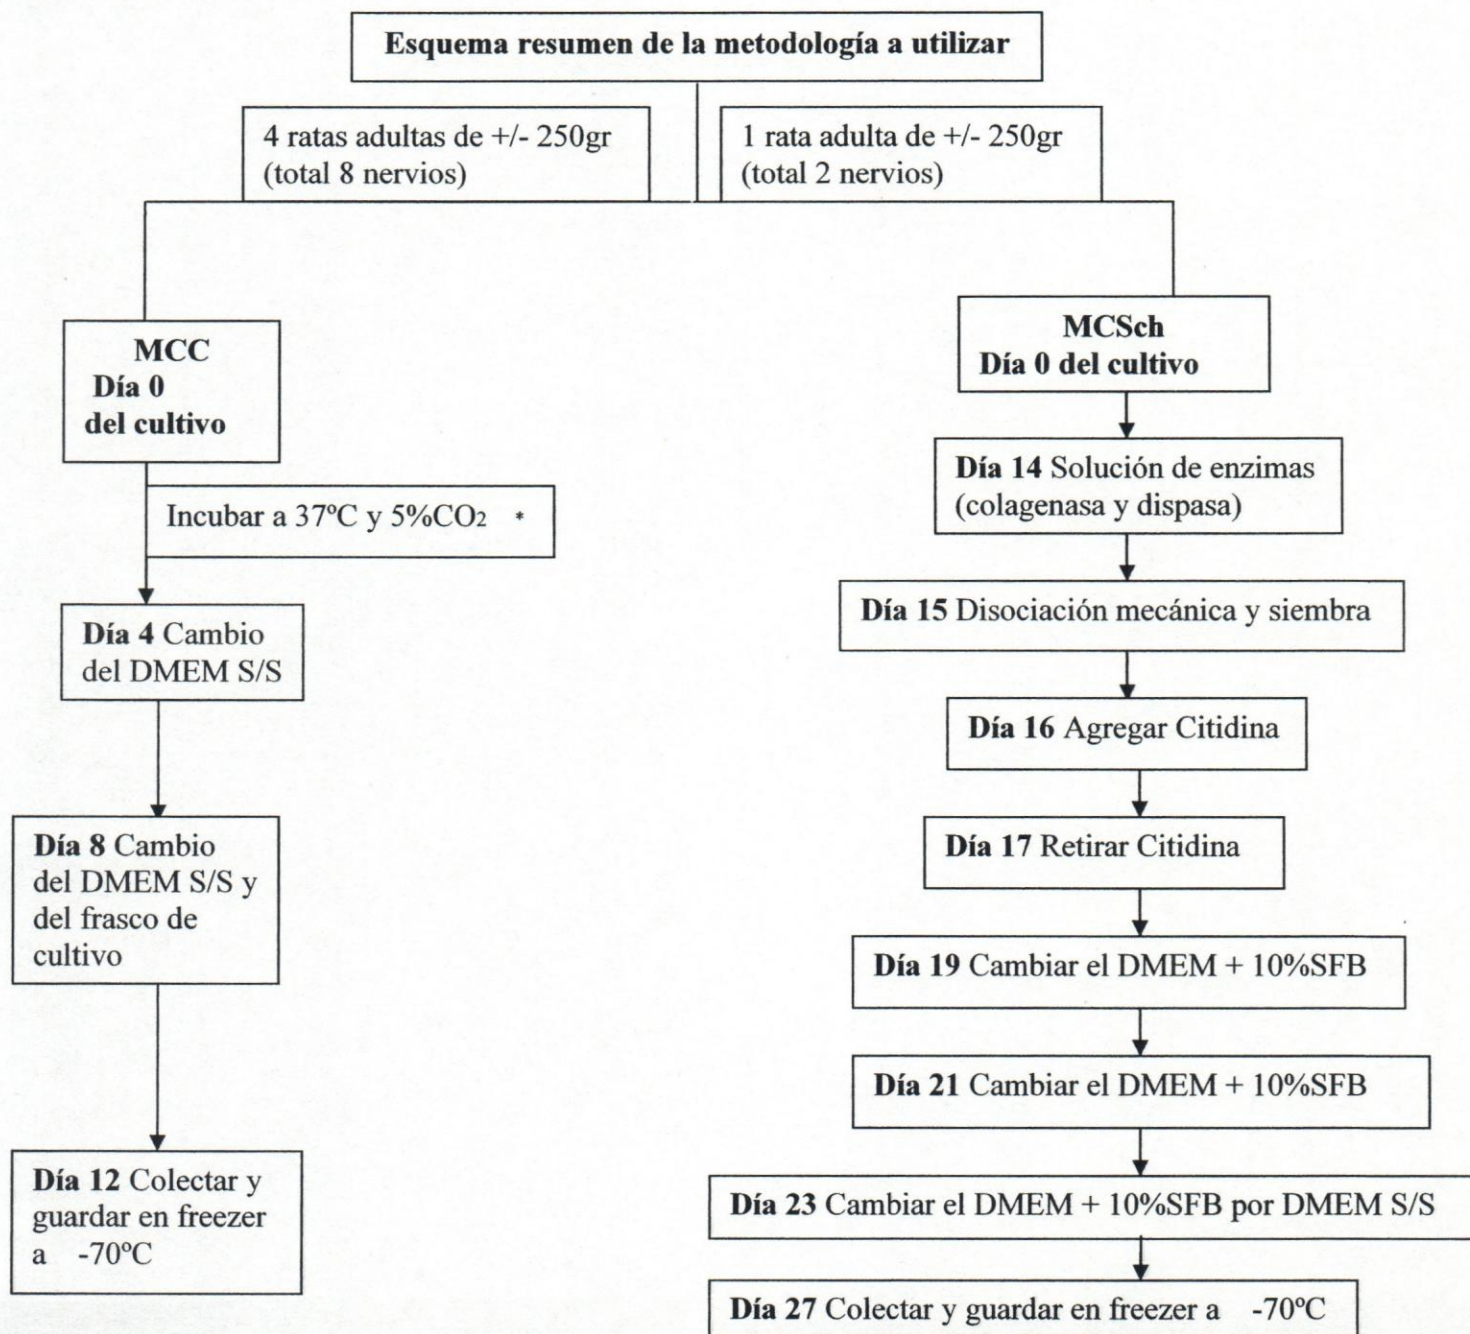 Esquema resumen de la metodología a utilizar
4 ratas adultas de +/- 250gr
(total 8 nervios)
1 rata adulta de +/- 250gr
(total 2 nervios)
MCC
Día 0
del cultivo
Incubar a 37ºC y 5%CO2 *
Día 4 Cambio
del DMEM S/S
Día 8 Cambio
del DMEM S/S y
del frasco de
cultivo
Día 12 Colectar y
guardar en freezer
a -70ºC
MCSch
Día 0 del cultivo
Día 14 Solución de enzimas
(colagenasa y dispasa)
Día 15 Disociación mecánica y siembra
Día 16 Agregar Citidina
Día 17 Retirar Citidina
Día 19 Cambiar el DMEM + 10%SFB
Día 21 Cambiar el DMEM + 10%SFB
Día 23 Cambiar el DMEM + 10%SFB por DMEM S/S
Día 27 Colectar y guardar en freezer a -70ºC